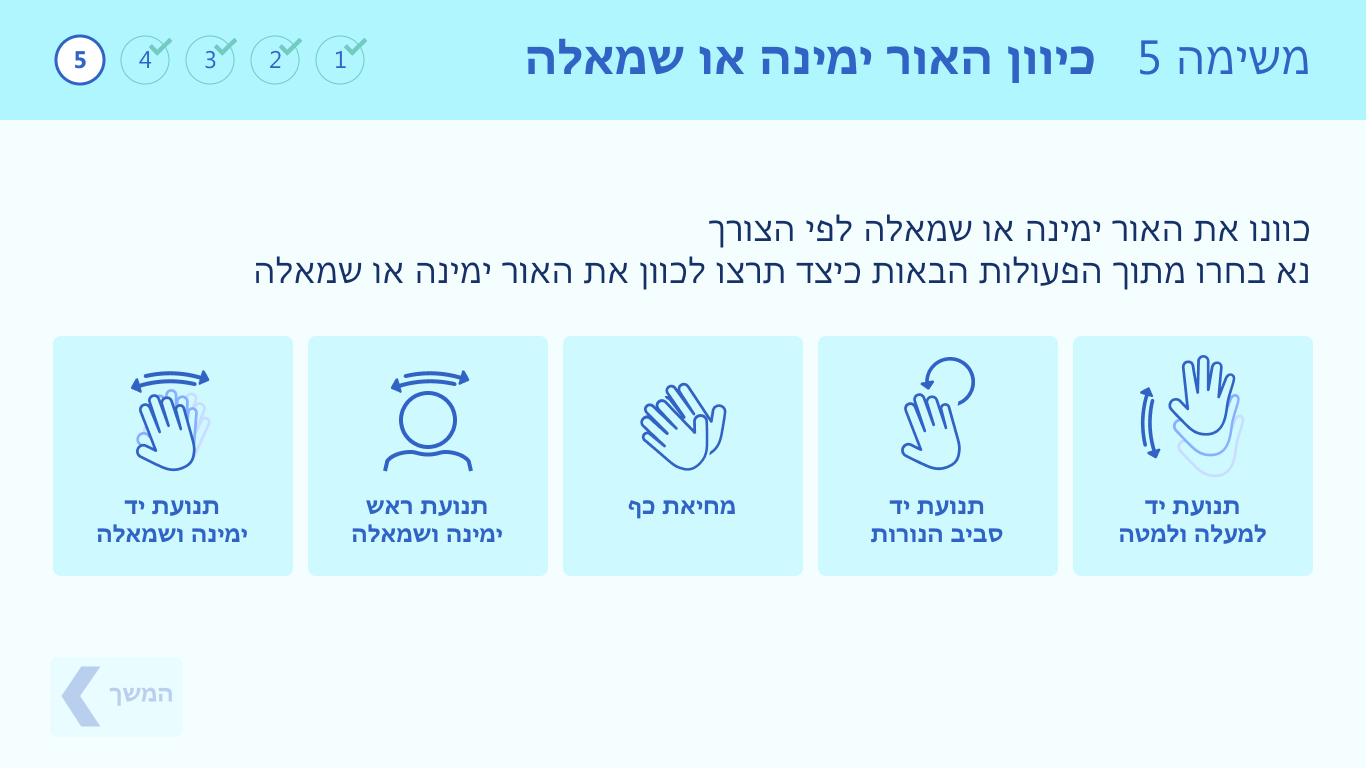 משימה 5 כיוון האור ימינה או שמאלה
1 2 3 4 5
כוונו את האור ימינה או שמאלה לפי הצורך
נא בחרו מתוך הפעולות הבאות כיצד תרצו לכוון את האור ימינה או שמאלה
תנועת יד
למעלה ולמטה
תנועת יד
סביב הנורות
מחיאת כף
תנועת ראש
ימינה ושמאלה
תנועת יד
ימינה ושמאלה
המשך